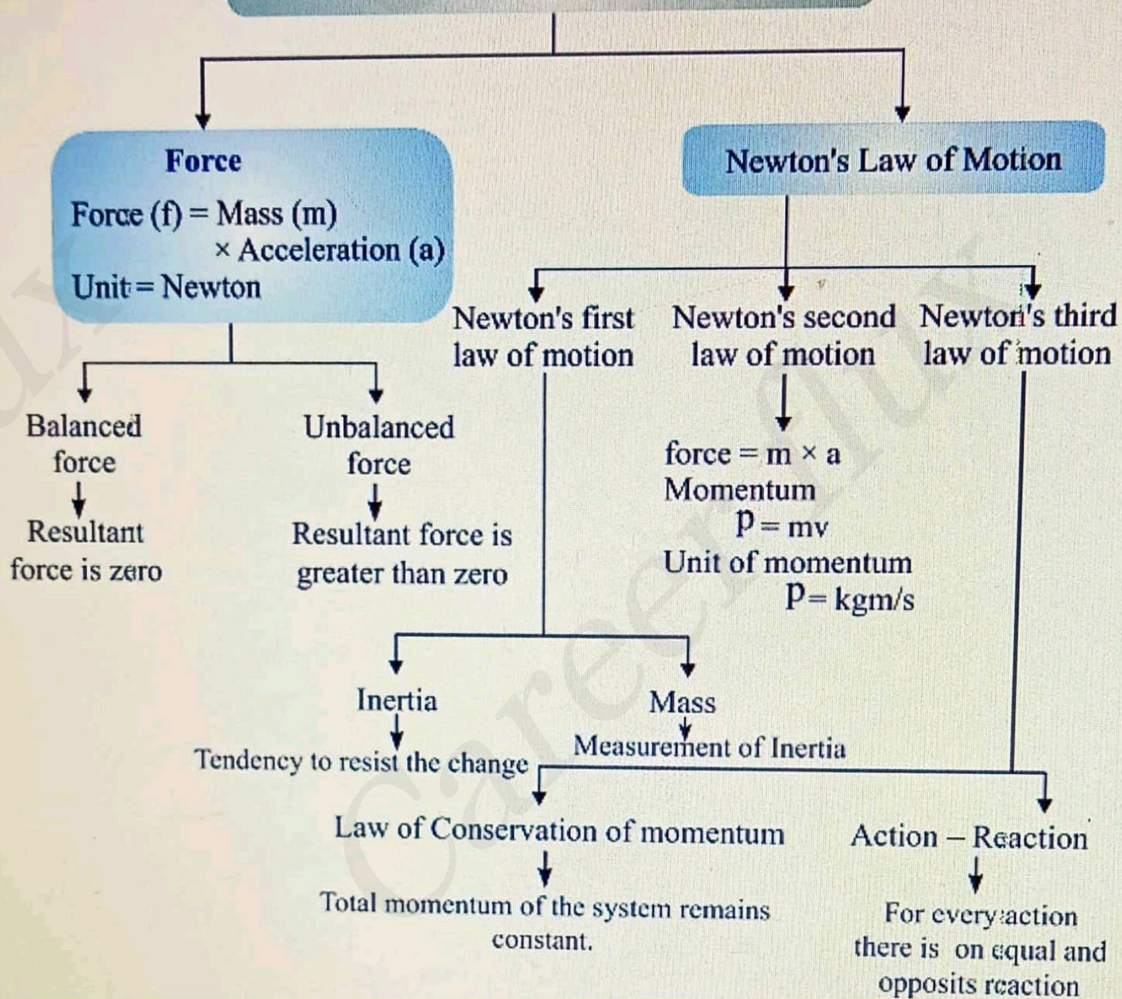 Force
Force (f) = Mass (m)
× Acceleration (a)
Unit = Newton
Newton's Law of Motion
Newton's first
law of motion
Newton's second
law of motion
Newton's third
law of motion
Balanced
force
Resultant
force is zero
Unbalanced
force
Resultant force is
greater than zero
force = m × a
Momentum
P = mv
Unit of momentum
P = kgm/s
Inertia
Tendency to resist the change
Mass
Measurement of Inertia
Law of Conservation of momentum
Total momentum of the system remains
constant.
Action – Reaction
For every action
there is on equal and
opposits reaction
Career flux